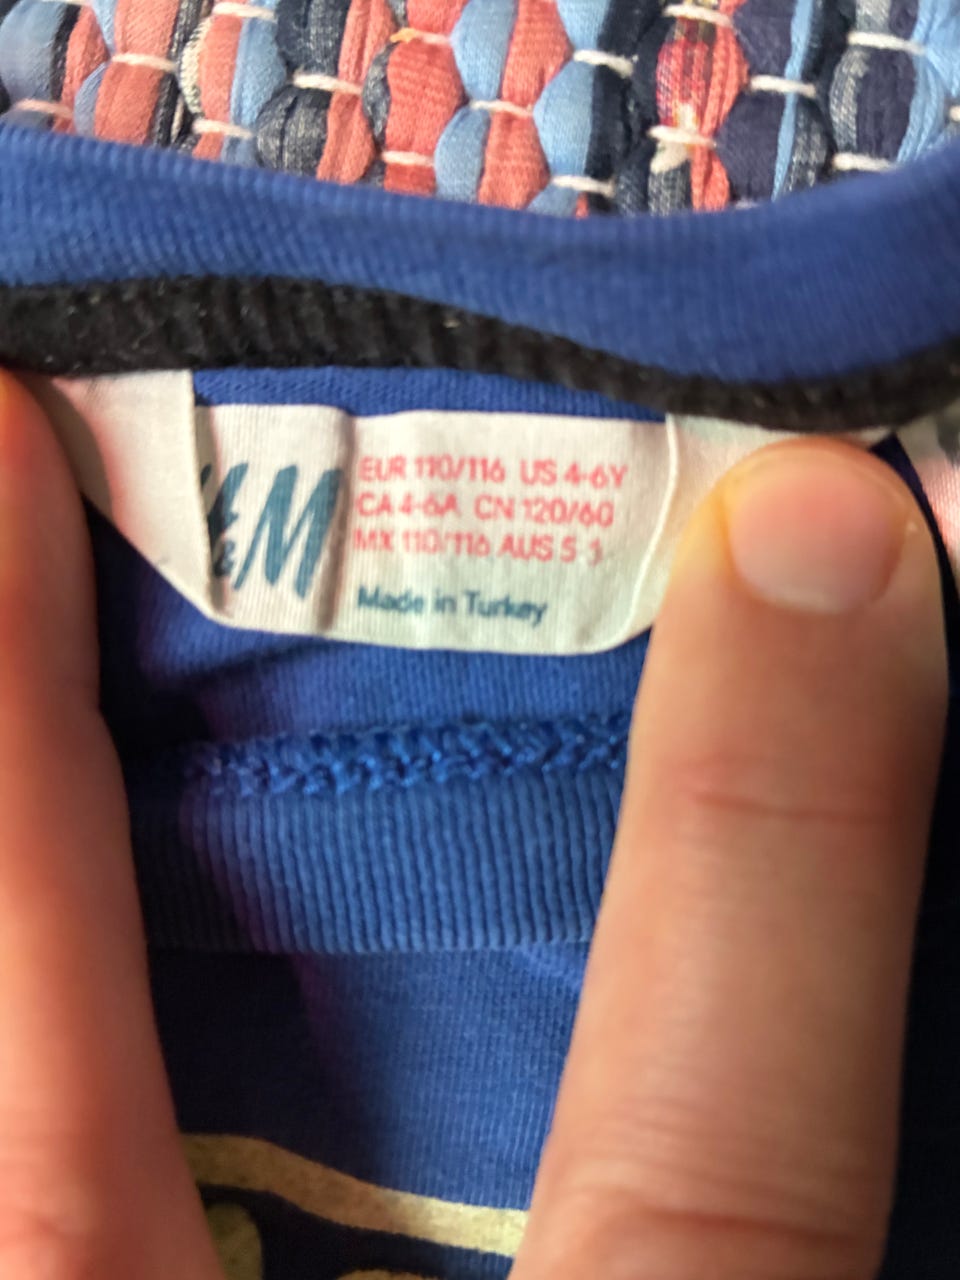 &M
EUR 110/116 US 4-6Y
CA 4-6A CN 120/60
MX 110/116 AUS 5
Made in Turkey